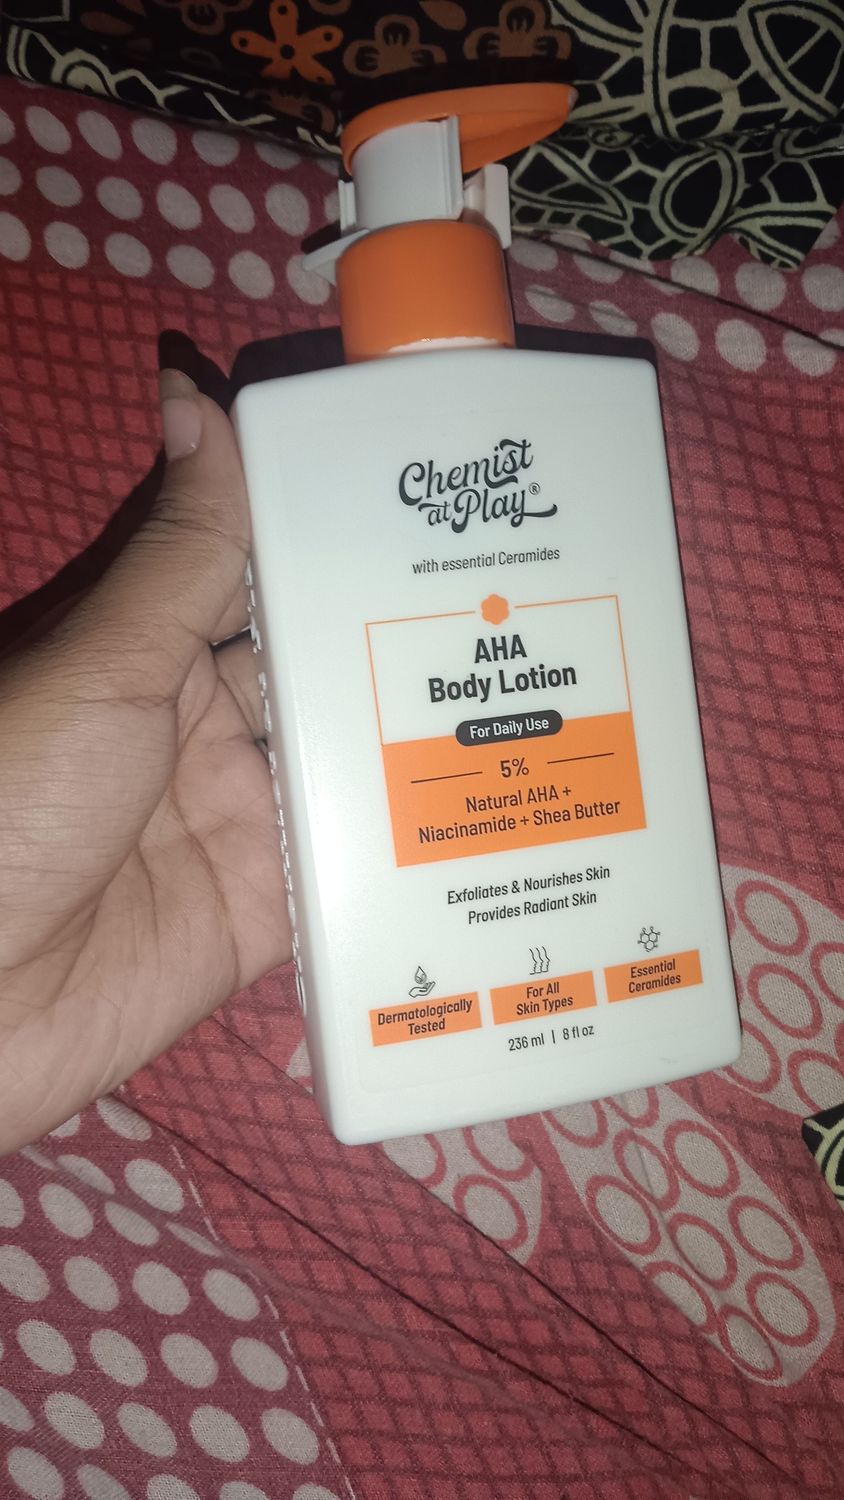 Chemist
at Play®
with essential Ceramides
AHA
Body Lotion
For Daily Use
5%
Natural AHA +
Niacinamide + Shea Butter
Exfoliates & Nourishes Skin
Provides Radiant Skin
Dermatologically
Tested
For All
Skin Types
Essential
Ceramides
236 ml | 8 fl oz